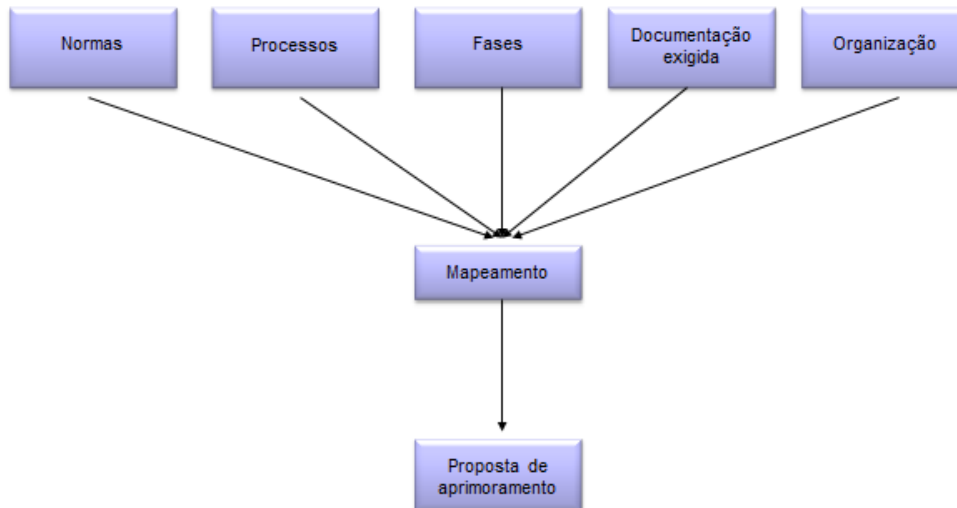 Normas
Processos
Fases
Documentação
exigida
Organização
Mapeamento
Proposta de
aprimoramento